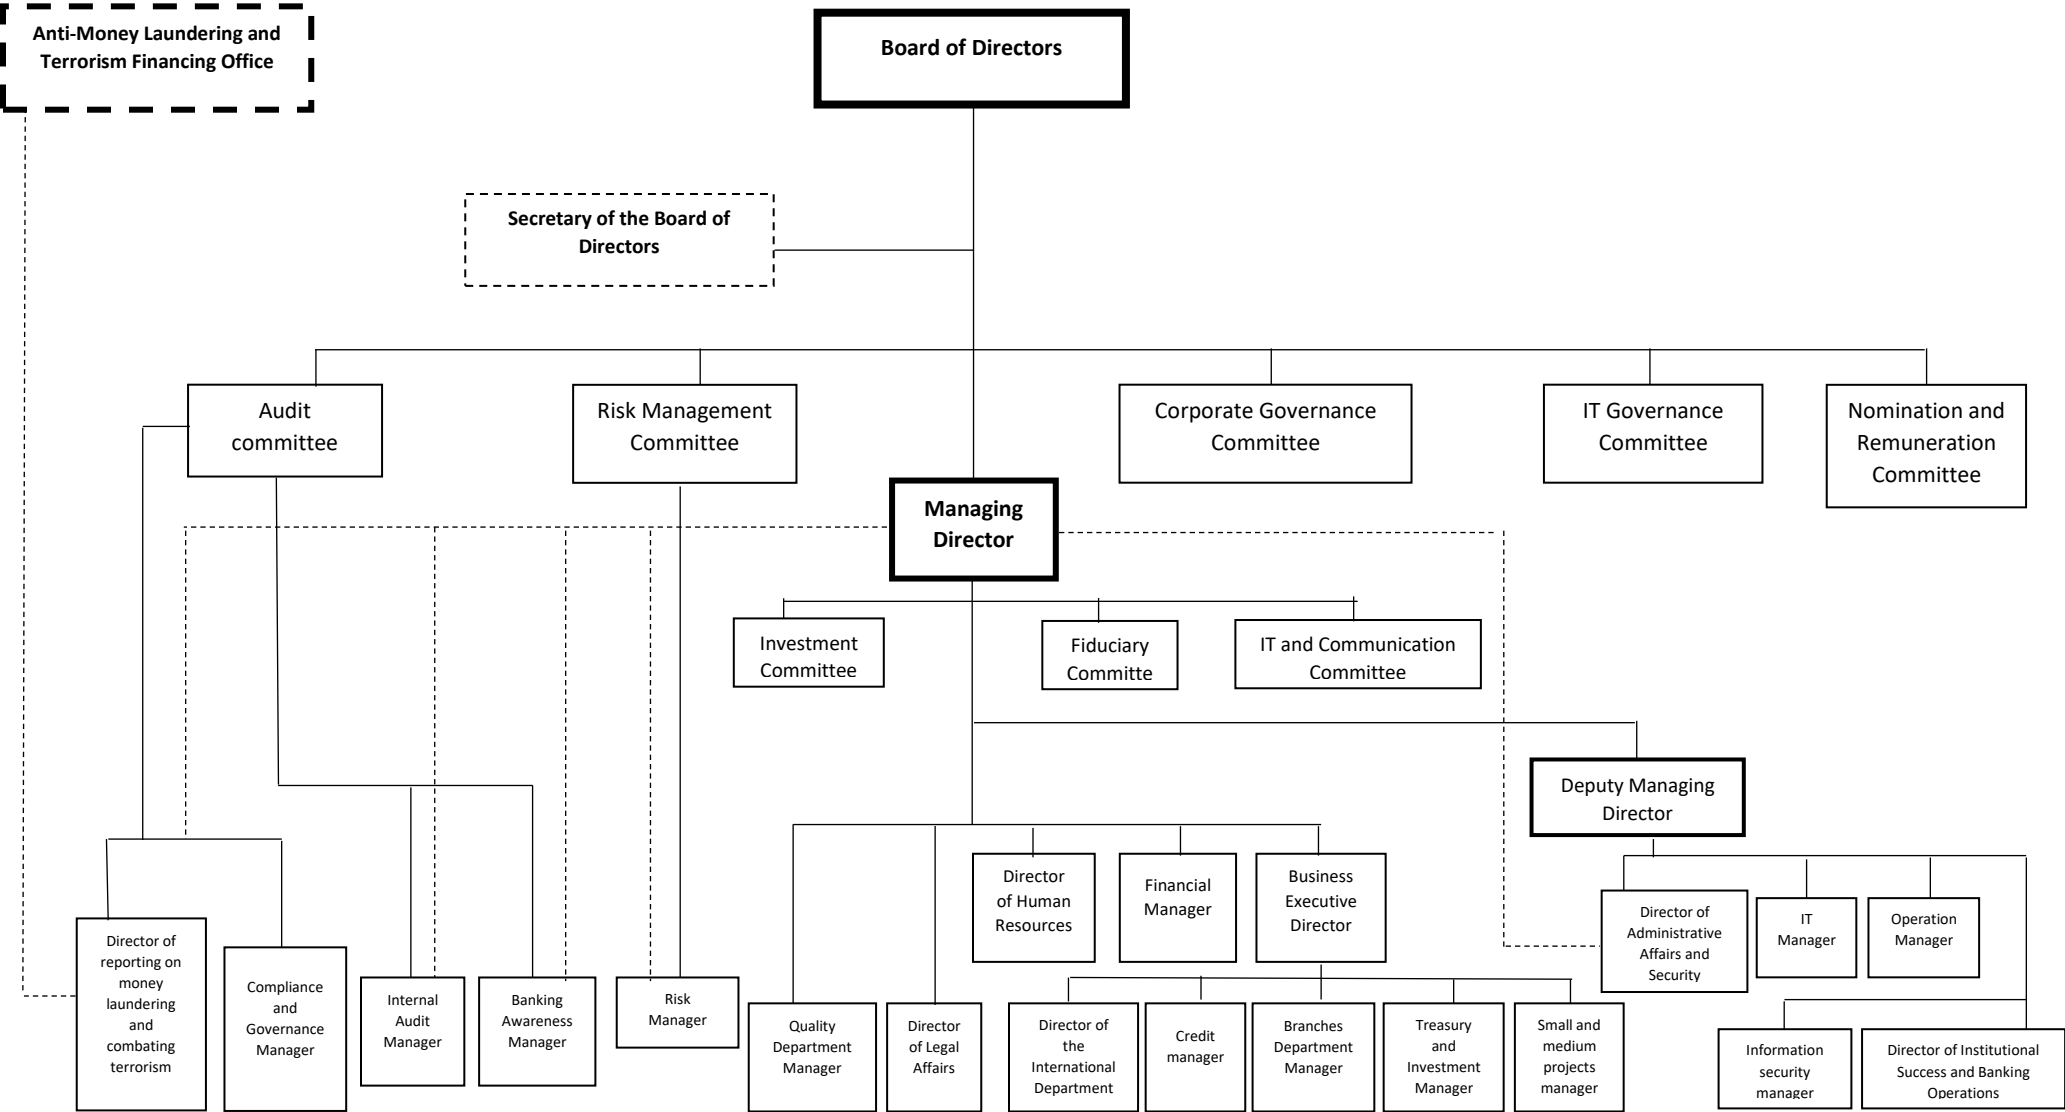 Anti-Money Laundering and
Terrorism Financing Office
Board of Directors
Secretary of the Board of
Directors
Audit
committee
Risk Management
Committee
Corporate Governance
Committee
IT Governance
Committee
Nomination and
Remuneration
Committee
Managing
Director
Investment
Committee
Fiduciary
Committe
IT and Communication
Committee
Deputy Managing
Director
Director
of Human
Resources
Financial
Manager
Business
Executive
Director
Director of
Administrative
Affairs and
Security
IT
Manager
Operation
Manager
Director of
reporting on
money
laundering
and
combating
terrorism
Compliance
and
Governance
Manager
Internal
Audit
Manager
Banking
Awareness
Manager
Risk
Manager
Quality
Department
Manager
Director
of Legal
Affairs
Director of
the
International
Department
Credit
manager
Branches
Department
Manager
Treasury
and
Investment
Manager
Small and
medium
projects
manager
Information
security
manager
Director of Institutional
Success and Banking
Operations